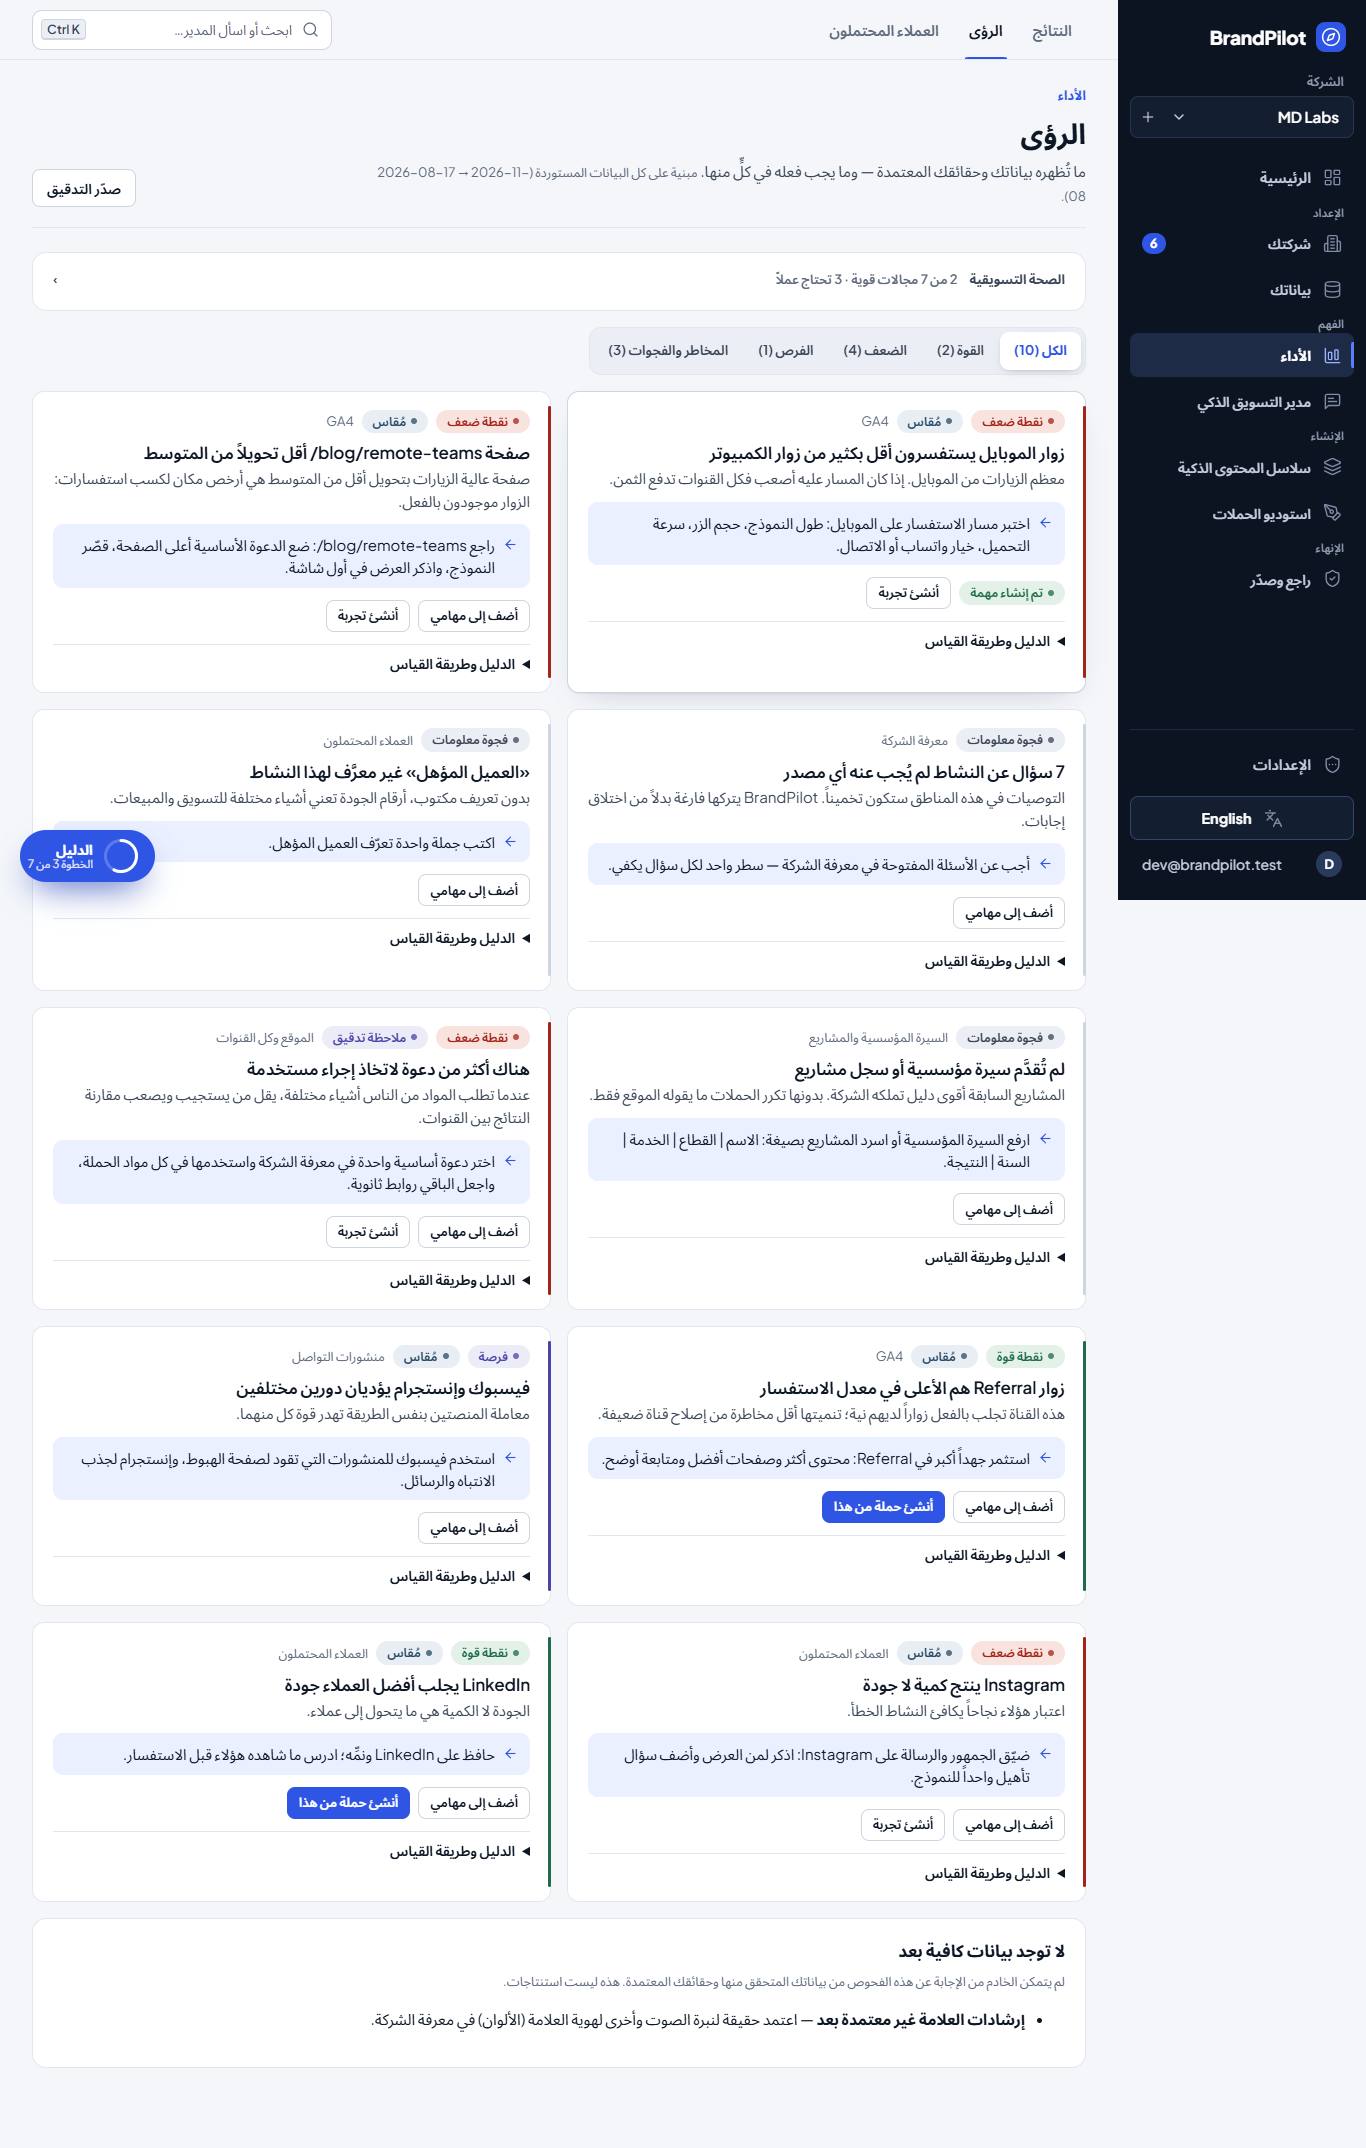 BrandPilot
الشركة
MD Labs
الرئيسية
الإعداد
شركتك
6
بياناتك
الفهم
الأداء
مدير التسويق الذكي
الإنشاء
سلاسل المحتوى الذكية
استوديو الحملات
الإنهاء
راجع وصدّر
الإعدادات
English
D
dev@brandpilot.test
النتائج
الرؤى
العملاء المحتملون
ابحث أو اسأل المدير...
Ctrl K
الأداء
الرؤى
ما تُظهره بياناتك وحقائقك المعتمدة — وما يجب فعله في كلٍّ منها. مبنية على كل البيانات المستوردة (2026-08-17 → 2026-11-
08).
صدّر التدقيق
الصحة التسويقية 2 من 7 مجالات قوية · 3 تحتاج عملاً
‹
الكل (10)
القوة (2)
الضعف (4)
الفرص (1)
المخاطر والفجوات (3)
نقطة ضعف
مُقاس
GA4
زوار الموبايل يستفسرون أقل بكثير من زوار الكمبيوتر
معظم الزيارات من الموبايل. إذا كان المسار عليه أصعب فكل القنوات تدفع الثمن.
← اختبر مسار الاستفسار على الموبايل: طول النموذج، حجم الزر، سرعة
التحميل، خيار واتساب أو الاتصال.
تم إنشاء مهمة
أنشئ تجربة
الدليل وطريقة القياس
نقطة ضعف
مُقاس
GA4
صفحة blog/remote-teams/ أقل تحويلاً من المتوسط
صفحة عالية الزيارات بتحويل أقل من المتوسط هي أرخص مكان لكسب استفسارات:
الزوار موجودون بالفعل.
← راجع blog/remote-teams/: ضع الدعوة الأساسية أعلى الصفحة، قصّر
النموذج، واذكر العرض في أول شاشة.
أضف إلى مهامي
أنشئ تجربة
الدليل وطريقة القياس
فجوة معلومات
معرفة الشركة
7 سؤال عن النشاط لم يُجب عنه أي مصدر
التوصيات في هذه المناطق ستكون تخميناً. BrandPilot يتركها فارغة بدلاً من اختلاق
إجابات.
← أجب عن الأسئلة المفتوحة في معرفة الشركة — سطر واحد لكل سؤال يكفي.
أضف إلى مهامي
الدليل وطريقة القياس
فجوة معلومات
العملاء المحتملون
«العميل المؤهل» غير معرَّف لهذا النشاط
بدون تعريف مكتوب، أرقام الجودة تعني أشياء مختلفة للتسويق والمبيعات.
← اكتب جملة واحدة تعرّف العميل المؤهل.
أضف إلى مهامي
الدليل وطريقة القياس
الدليل
الخطوة 3 من 7
فجوة معلومات
السيرة المؤسسية والمشاريع
لم تُقدَّم سيرة مؤسسية أو سجل مشاريع
المشاريع السابقة أقوى دليل تملكه الشركة. بدونها تكرر الحملات ما يقوله الموقع فقط.
← ارفع السيرة المؤسسية أو اسرد المشاريع بصيغة: الاسم | القطاع | الخدمة |
السنة | النتيجة.
أضف إلى مهامي
الدليل وطريقة القياس
نقطة ضعف
ملاحظة تدقيق
الموقع وكل القنوات
هناك أكثر من دعوة لاتخاذ إجراء مستخدمة
عندما تطلب المواد من الناس أشياء مختلفة، يقل من يستجيب ويصعب مقارنة
النتائج بين القنوات.
← اختر دعوة أساسية واحدة في معرفة الشركة واستخدمها في كل مواد الحملة،
واجعل الباقي روابط ثانوية.
أضف إلى مهامي
أنشئ تجربة
الدليل وطريقة القياس
نقطة قوة
مُقاس
GA4
زوار Referral هم الأعلى في معدل الاستفسار
هذه القناة تجلب بالفعل زواراً لديهم نية؛ تنميتها أقل مخاطرة من إصلاح قناة ضعيفة.
← استثمر جهداً أكبر في Referral: محتوى أكثر وصفحات أفضل ومتابعة أوضح.
أضف إلى مهامي
أنشئ حملة من هذا
الدليل وطريقة القياس
فرصة
مُقاس
منشورات التواصل
فيسبوك وإنستجرام يؤديان دورين مختلفين
معاملة المنصتين بنفس الطريقة تهدر قوة كل منهما.
← استخدم فيسبوك للمنشورات التي تقود لصفحة الهبوط، وإنستجرام لجذب
الانتباه والرسائل.
أضف إلى مهامي
الدليل وطريقة القياس
نقطة ضعف
مُقاس
العملاء المحتملون
Instagram ينتج كمية لا جودة
اعتبار هؤلاء نجاحاً يكافئ النشاط الخطأ.
← ضيّق الجمهور والرسالة على Instagram: اذكر لمن العرض وأضف سؤال
تأهيل واحداً للنموذج.
أضف إلى مهامي
أنشئ تجربة
الدليل وطريقة القياس
نقطة قوة
مُقاس
العملاء المحتملون
LinkedIn يجلب أفضل العملاء جودة
الجودة لا الكمية هي ما يتحول إلى عملاء.
← حافظ على LinkedIn ونمِّه؛ ادرس ما شاهده هؤلاء قبل الاستفسار.
أضف إلى مهامي
أنشئ حملة من هذا
الدليل وطريقة القياس
لا توجد بيانات كافية بعد
لم يتمكن الخادم من الإجابة عن هذه الفحوص من بياناتك المتحقق منها وحقائقك المعتمدة. هذه ليست استنتاجات.
• إرشادات العلامة غير معتمدة بعد — اعتمد حقيقة لنبرة الصوت وأخرى لهوية العلامة (الألوان) في معرفة الشركة.